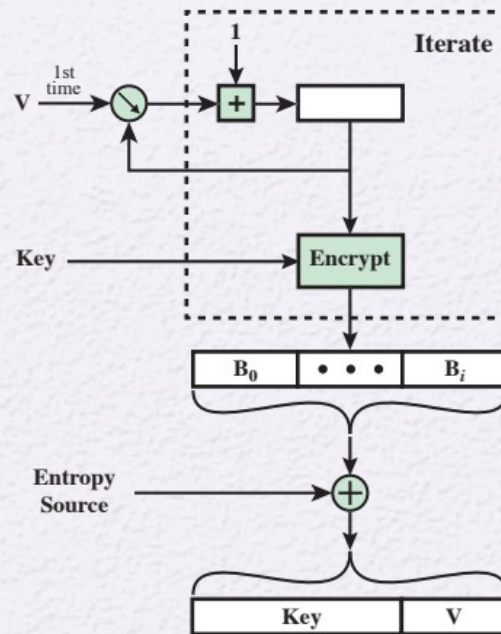 1
Iterate
1st
time
V
+
Key
Encrypt
B0 • • • Bi
Entropy
Source
+
Key V